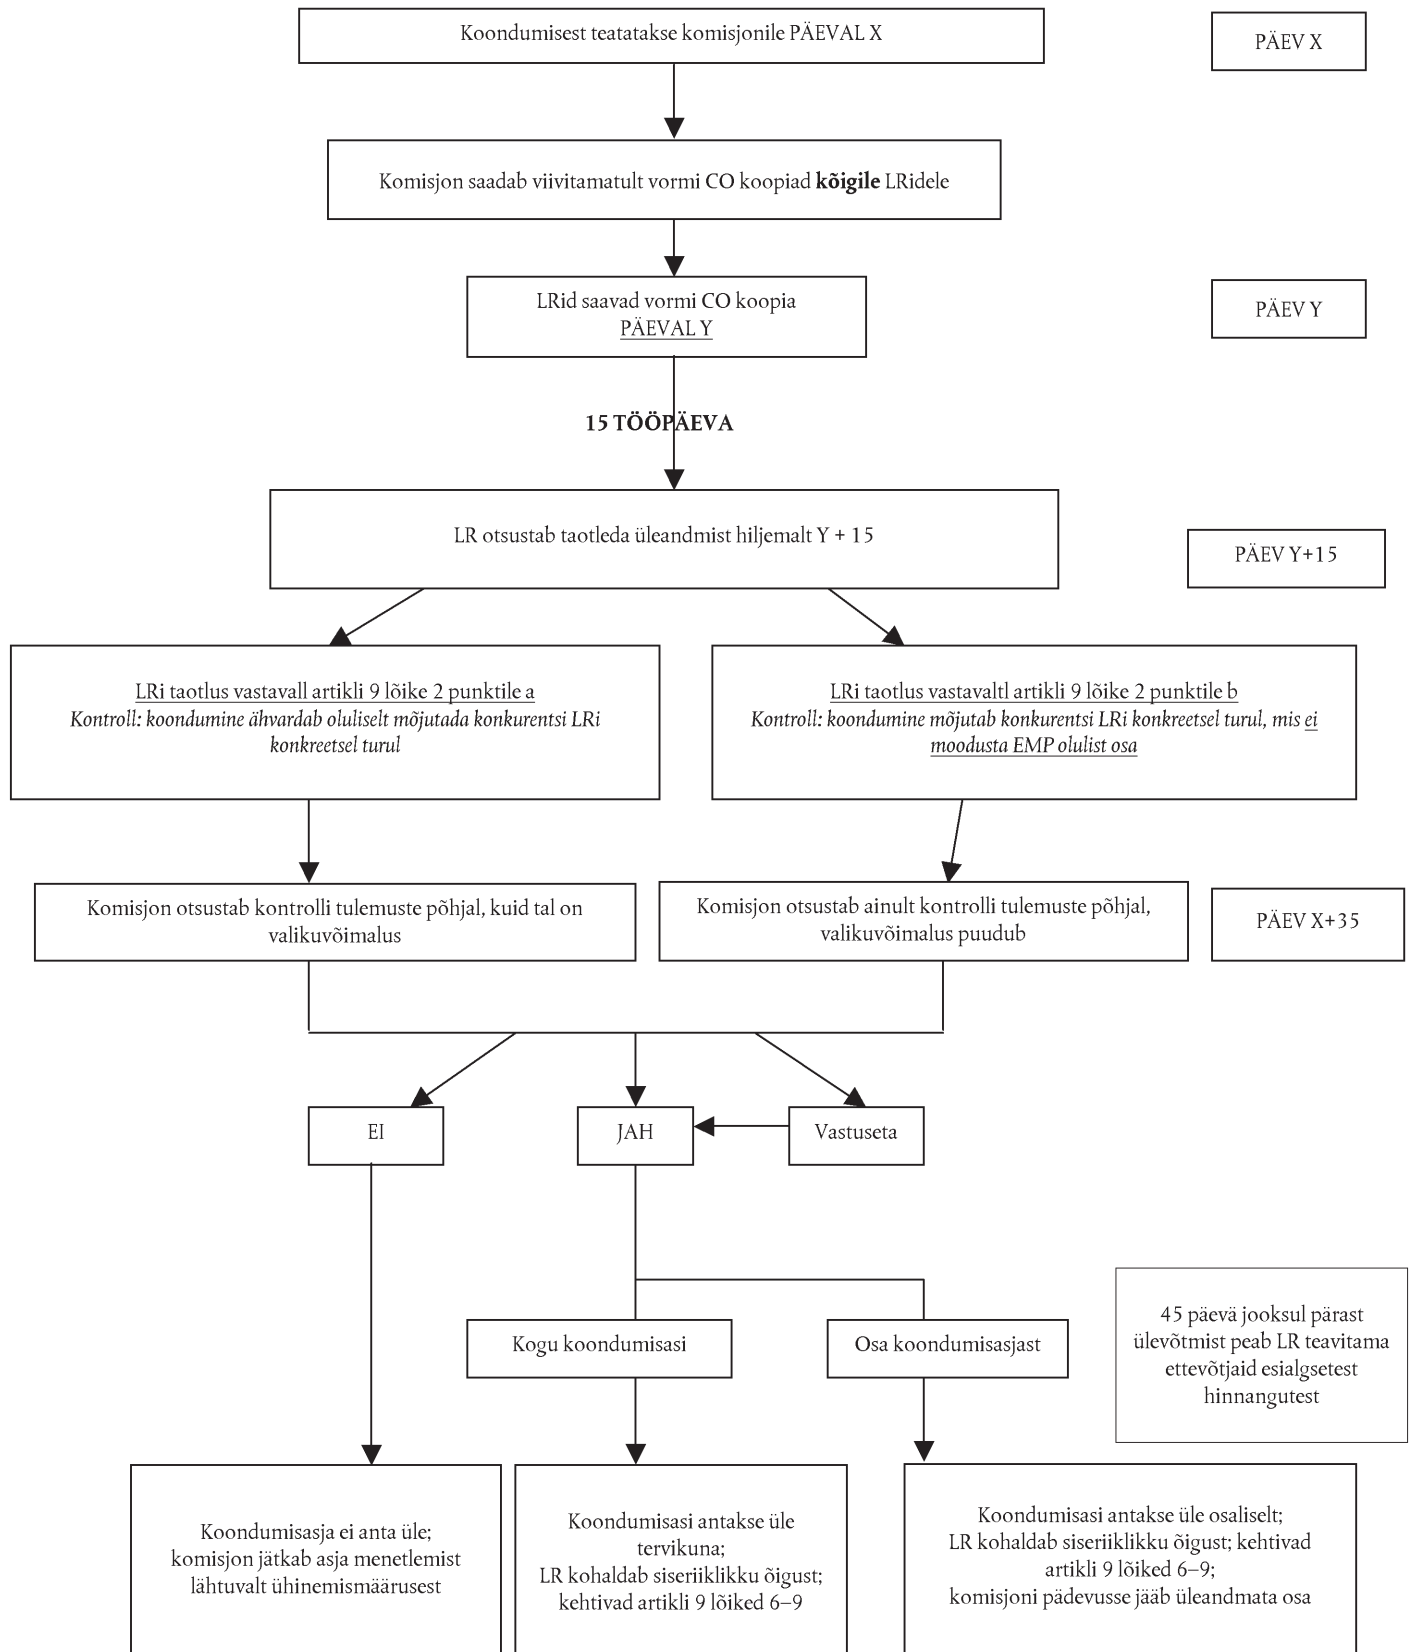 Koondumisest teatatakse komisjonile PÄEVAL X
PÄEV X
Komisjon saadab viivitamatult vormi CO koopiad kõigile LRidele
LRid saavad vormi CO koopia
PÄEVAL Y
PÄEV Y
15 TÖÖPÄEVA
LR otsustab taotleda üleandmist hiljemalt Y + 15
PÄEV Y+15
LRi taotlus vastavall artikli 9 lõike 2 punktile a
Kontroll: koondumine ähvardab oluliselt mõjutada konkurentsi LRi
konkreetsel turul
LRi taotlus vastavaltl artikli 9 lõike 2 punktile b
Kontroll: koondumine mõjutab konkurentsi LRi konkreetsel turul, mis ei
moodusta EMP olulist osa
Komisjon otsustab kontrolli tulemuste põhjal, kuid tal on
valikuvõimalus
Komisjon otsustab ainult kontrolli tulemuste põhjal,
valikuvõimalus puudub
PÄEV X+35
EI
JAH
Vastuseta
Kogu koondumisasi
Osa koondumisasjast
45 päevä jooksul pärast
ülevõtmist peab LR teavitama
ettevõtjaid esialgsetest
hinnangutest
Koondumisasja ei anta üle;
komisjon jätkab asja menetlemist
lähtuvalt ühinemismäärusest
Koondumisasi antakse üle
tervikuna;
LR kohaldab siseriiklikku õigust;
kehtivad artikli 9 lõiked 6–9
Koondumisasi antakse üle osaliselt;
LR kohaldab siseriiklikku õigust; kehtivad
artikli 9 lõiked 6–9;
komisjoni pädevusse jääb üleandmata osa